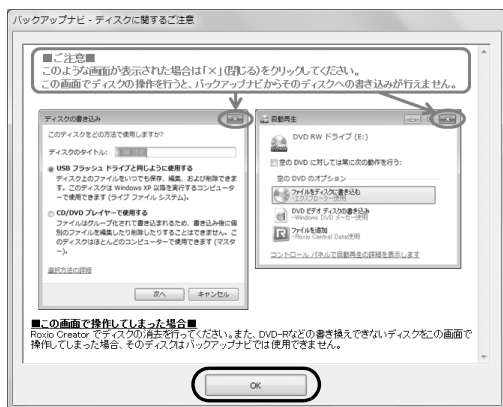 バックアップナビ - ディスクに関するご注意
■ご注意■
このような画面が表示された場合は「×」(閉じる)をクリックしてください。
この画面でディスクの操作を行うと、バックアップナビからそのディスクへの書き込みが行えません。
ディスクの書き込み
このディスクをどの方法で使用しますか?
ディスクのタイトル:
USB フラッシュ ドライブと同じように使用する
ディスク上のファイルをいつでも保存、編集、および削除できま
す。このディスクは Windows XP 以降を実行するコンピュータ
ーで使用できます (ライブ ファイル システム)。
CD/DVD プレイヤーで使用する
ファイルはグループ化されて書き込まれるため、書き込み後に個
別のファイルを編集したり削除したりすることはできません。こ
のディスクはほとんどのコンピューターで使用できます (マスタ
ー)。
選択方法の詳細
次へ
キャンセル
自動再生
DVD RW ドライブ (E:)
空の DVD に対しては常に次の動作を行う:
空の DVD のオプション
ファイルをディスクに書き込む
-エクスプローラー使用
DVD ビデオ ディスクの書き込み
-Windows DVD メーカー使用
ファイルを追加
-Roxio Central Data使用
コントロール パネルで自動再生の詳細を表示します
■この画面で操作してしまった場合■
Roxio Creator でディスクの消去を行ってください。また、DVD-Rなどの書き換えできないディスクをこの画面で
操作してしまった場合、そのディスクはバックアップナビでは使用できません。
OK